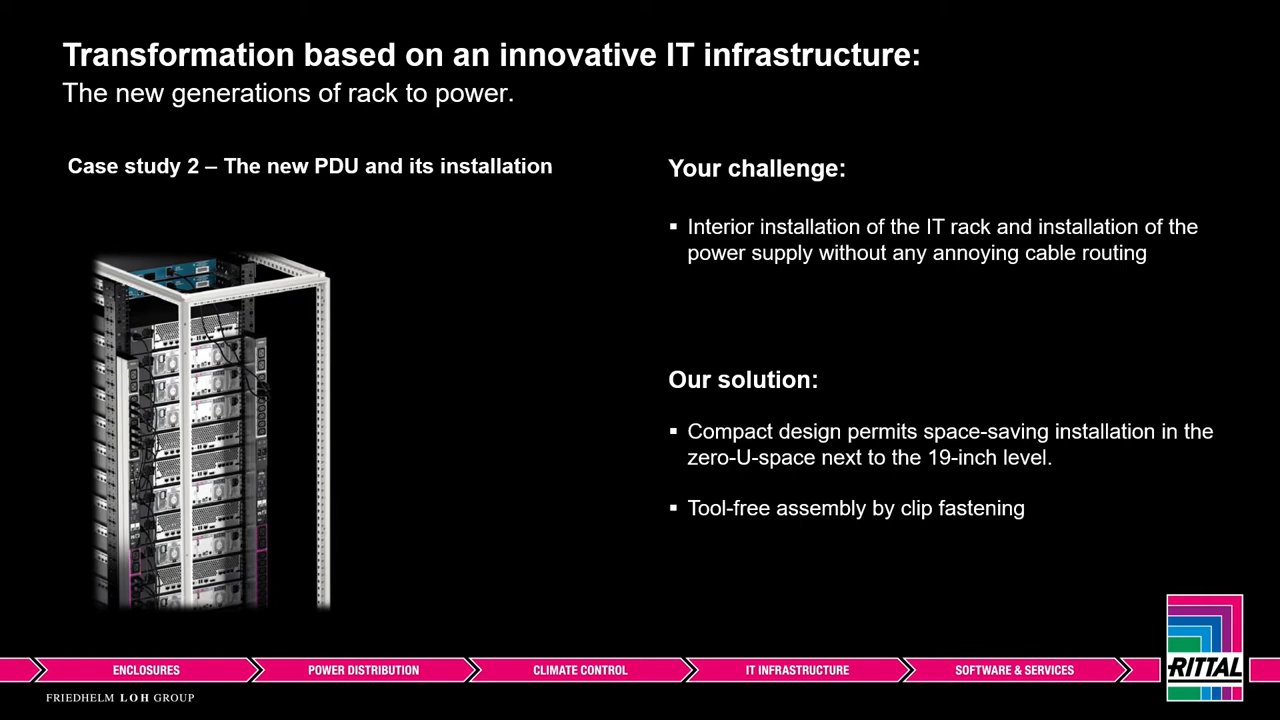 Transformation based on an innovative IT infrastructure:
The new generations of rack to power.
Case study 2 – The new PDU and its installation
Your challenge:
▪ Interior installation of the IT rack and installation of the
power supply without any annoying cable routing
Our solution:
▪ Compact design permits space-saving installation in the
zero-U-space next to the 19-inch level.
▪ Tool-free assembly by clip fastening
ENCLOSURES
POWER DISTRIBUTION
CLIMATE CONTROL
IT INFRASTRUCTURE
SOFTWARE & SERVICES
RITTAL
FRIEDHELM LOH GROUP